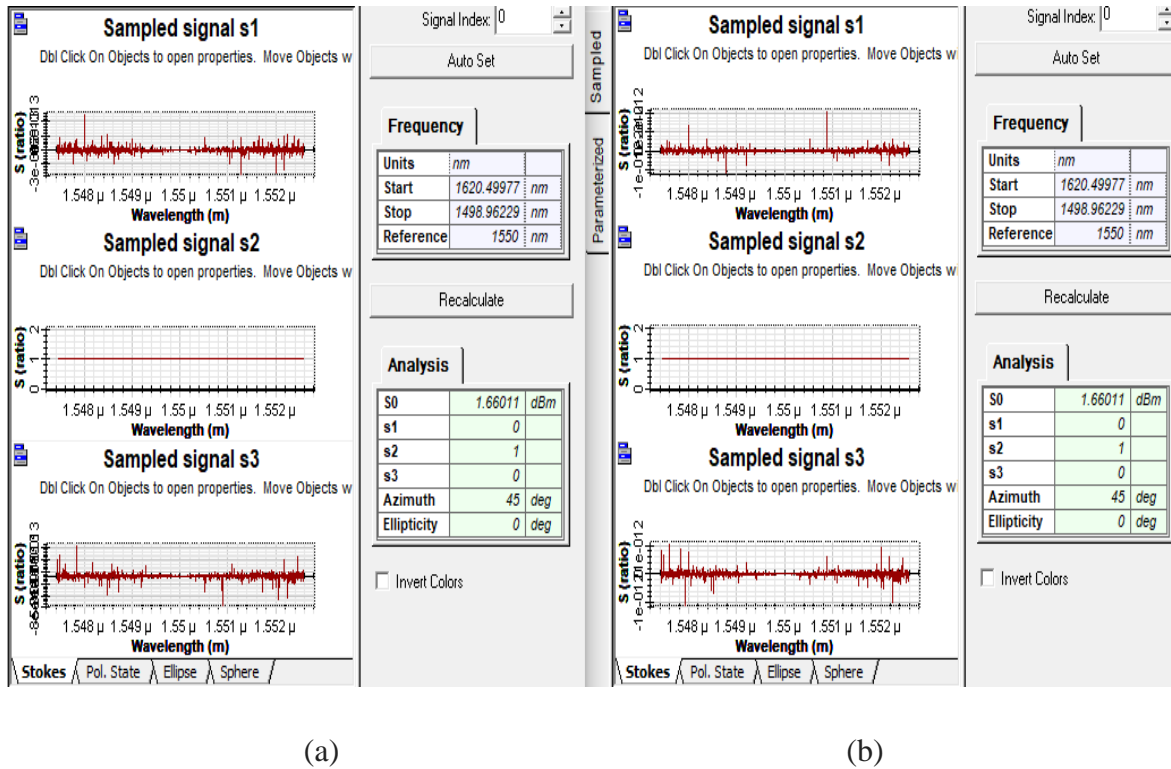 Sampled signal s1
Dbl Click On Objects to open properties. Move Objects w
S (ratio)
1.548 µ 1.549 µ 1.55 µ 1.551 µ 1.552 µ
Wavelength (m)
Sampled signal s2
Dbl Click On Objects to open properties. Move Objects w
S (ratio)
2
1
0
1.548 µ 1.549 µ 1.55 µ 1.551 µ 1.552 µ
Wavelength (m)
Sampled signal s3
Dbl Click On Objects to open properties. Move Objects w
S (ratio)
1.548 µ 1.549 µ 1.55 µ 1.551 µ 1.552 µ
Wavelength (m)
Stokes Pol. State Ellipse Sphere
Signal Index: 0
Auto Set
Frequency
Units nm
Start 1620.49977 nm
Stop 1498.96229 nm
Reference 1550 nm
Recalculate
Analysis
S0 1.66011 dBm
s1 0
s2 1
s3 0
Azimuth 45 deg
Ellipticity 0 deg
Invert Colors
(a)
Sampled
Parameterized
Sampled signal s1
Dbl Click On Objects to open properties. Move Objects w
S (ratio)
1.548 µ 1.549 µ 1.55 µ 1.551 µ 1.552 µ
Wavelength (m)
Sampled signal s2
Dbl Click On Objects to open properties. Move Objects w
S (ratio)
2
1
0
1.548 µ 1.549 µ 1.55 µ 1.551 µ 1.552 µ
Wavelength (m)
Sampled signal s3
Dbl Click On Objects to open properties. Move Objects w
S (ratio)
1.548 µ 1.549 µ 1.55 µ 1.551 µ 1.552 µ
Wavelength (m)
Stokes Pol. State Ellipse Sphere
Signal Index: 0
Auto Set
Frequency
Units nm
Start 1620.49977 nm
Stop 1498.96229 nm
Reference 1550 nm
Recalculate
Analysis
S0 1.66011 dBm
s1 0
s2 1
s3 0
Azimuth 45 deg
Ellipticity 0 deg
Invert Colors
(b)